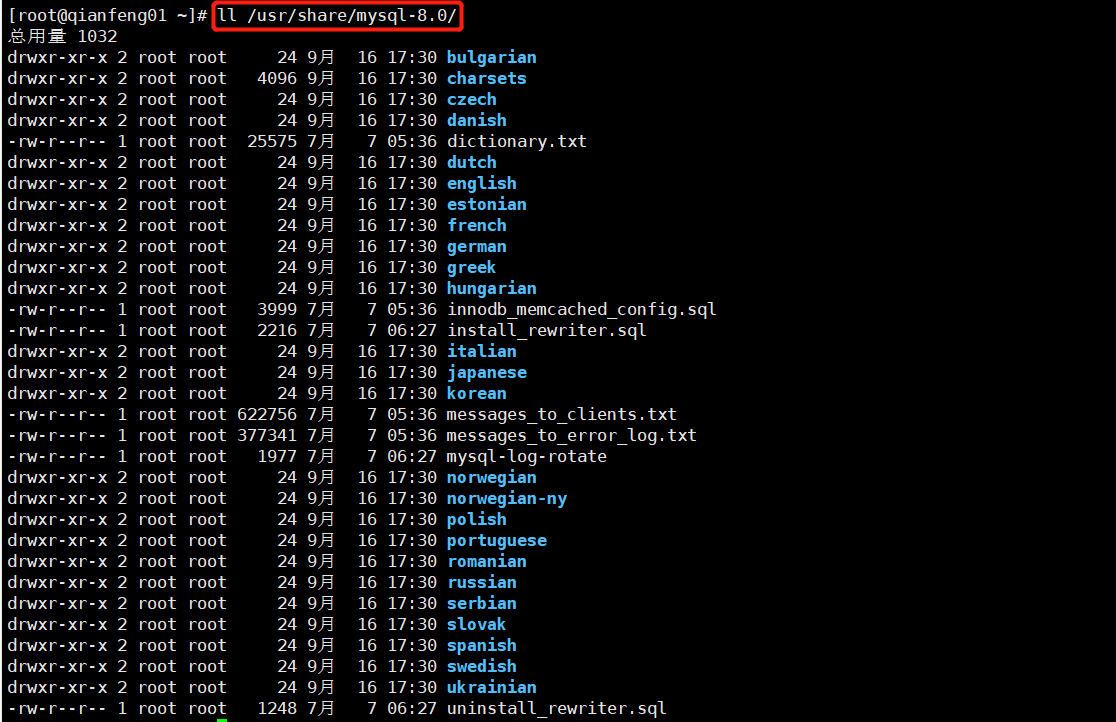 [root@qianfeng01 ~]# ll /usr/share/mysql-8.0/
总用量 1032
drwxr-xr-x 2 root root     24 9月  16 17:30 bulgarian
drwxr-xr-x 2 root root   4096 9月  16 17:30 charsets
drwxr-xr-x 2 root root     24 9月  16 17:30 czech
drwxr-xr-x 2 root root     24 9月  16 17:30 danish
-rw-r--r-- 1 root root  25575 7月   7 05:36 dictionary.txt
drwxr-xr-x 2 root root     24 9月  16 17:30 dutch
drwxr-xr-x 2 root root     24 9月  16 17:30 english
drwxr-xr-x 2 root root     24 9月  16 17:30 estonian
drwxr-xr-x 2 root root     24 9月  16 17:30 french
drwxr-xr-x 2 root root     24 9月  16 17:30 german
drwxr-xr-x 2 root root     24 9月  16 17:30 greek
drwxr-xr-x 2 root root     24 9月  16 17:30 hungarian
-rw-r--r-- 1 root root   3999 7月   7 05:36 innodb_memcached_config.sql
-rw-r--r-- 1 root root   2216 7月   7 06:27 install_rewriter.sql
drwxr-xr-x 2 root root     24 9月  16 17:30 italian
drwxr-xr-x 2 root root     24 9月  16 17:30 japanese
drwxr-xr-x 2 root root     24 9月  16 17:30 korean
-rw-r--r-- 1 root root 622756 7月   7 05:36 messages_to_clients.txt
-rw-r--r-- 1 root root 377341 7月   7 05:36 messages_to_error_log.txt
-rw-r--r-- 1 root root   1977 7月   7 06:27 mysql-log-rotate
drwxr-xr-x 2 root root     24 9月  16 17:30 norwegian
drwxr-xr-x 2 root root     24 9月  16 17:30 norwegian-ny
drwxr-xr-x 2 root root     24 9月  16 17:30 polish
drwxr-xr-x 2 root root     24 9月  16 17:30 portuguese
drwxr-xr-x 2 root root     24 9月  16 17:30 romanian
drwxr-xr-x 2 root root     24 9月  16 17:30 russian
drwxr-xr-x 2 root root     24 9月  16 17:30 serbian
drwxr-xr-x 2 root root     24 9月  16 17:30 slovak
drwxr-xr-x 2 root root     24 9月  16 17:30 spanish
drwxr-xr-x 2 root root     24 9月  16 17:30 swedish
drwxr-xr-x 2 root root     24 9月  16 17:30 ukrainian
-rw-r--r-- 1 root root   1248 7月   7 06:27 uninstall_rewriter.sql